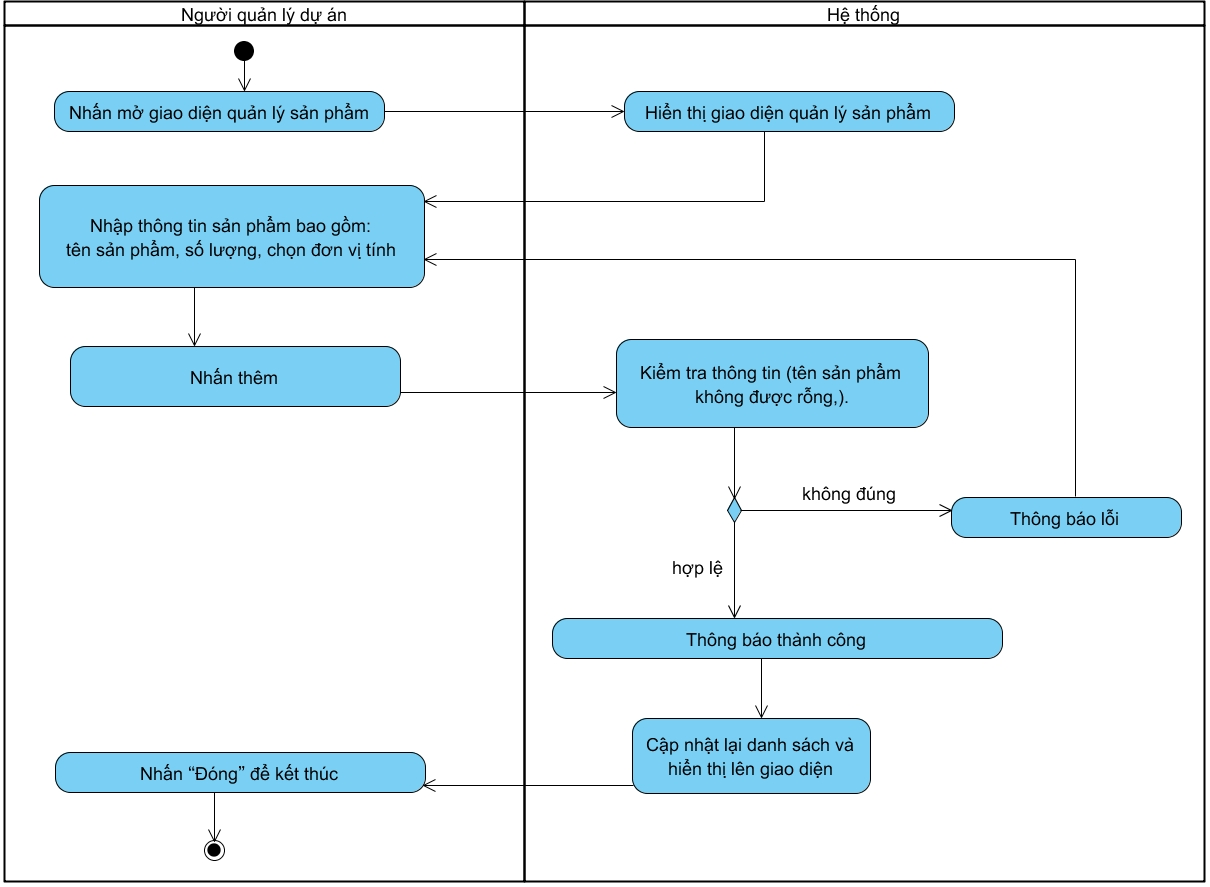 Người quản lý dự án
Hệ thống
Nhấn mở giao diện quản lý sản phẩm
Hiển thị giao diện quản lý sản phẩm
Nhập thông tin sản phẩm bao gồm:
tên sản phẩm, số lượng, chọn đơn vị tính
Nhấn thêm
Kiểm tra thông tin (tên sản phẩm
không được rỗng,).
không đúng
Thông báo lỗi
hợp lệ
Thông báo thành công
Cập nhật lại danh sách và
hiển thị lên giao diện
Nhấn “Đóng” để kết thúc